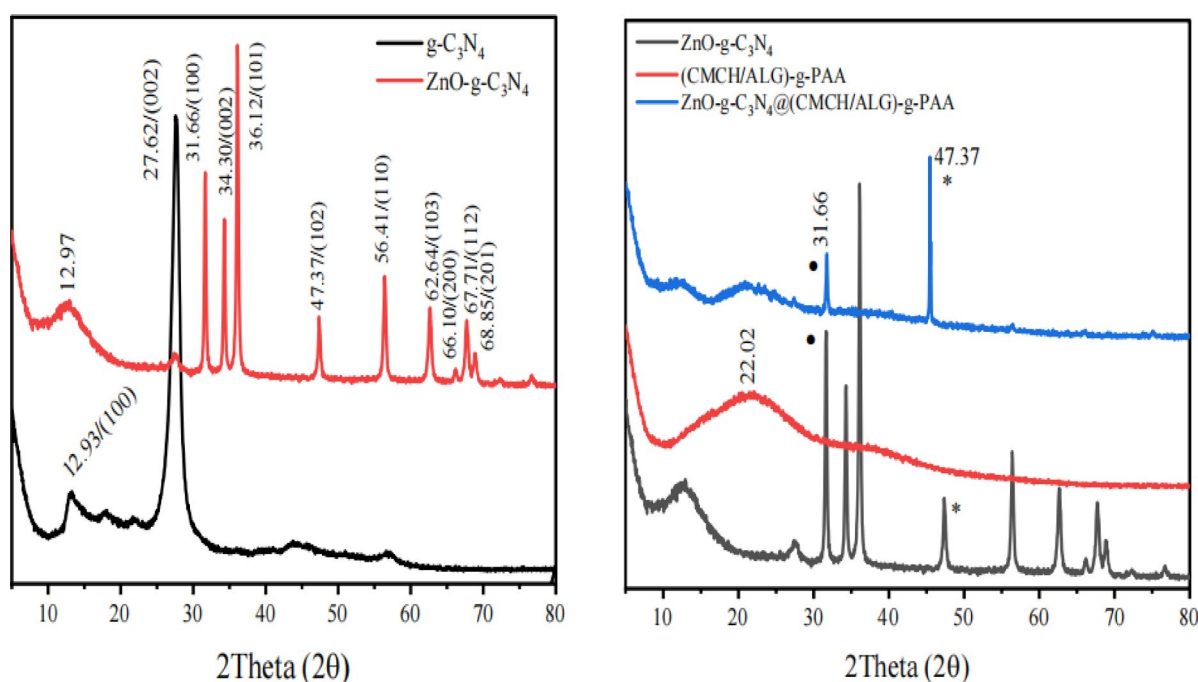 g-C₃N₄
ZnO-g-C₃N₄
12.97
27.62/(002)
31.66/(100)
34.30/(002)
36.12/(101)
47.37/(102)
56.41/(110)
62.64/(103)
66.10/(200)
67.71/(112)
68.85/(201)
12.93/(100)
10 20 30 40 50 60 70 80
2Theta (2θ)
ZnO-g-C₃N₄
(CMCH/ALG)-g-PAA
ZnO-g-C₃N₄@(CMCH/ALG)-g-PAA
47.37
*
31.66
•
•
22.02
*
10 20 30 40 50 60 70 80
2Theta (2θ)